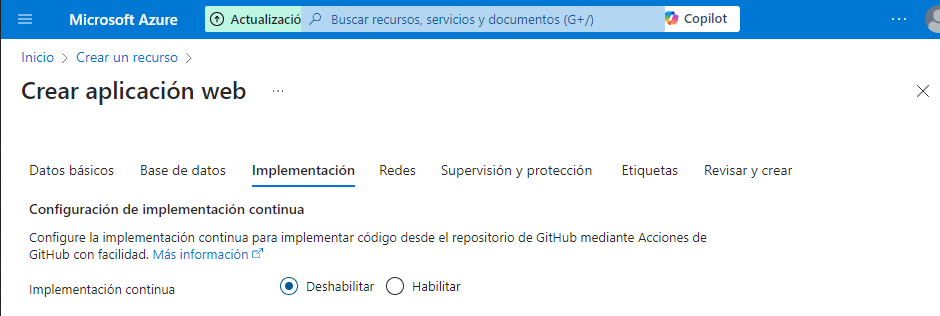 Microsoft Azure Actualizació Buscar recursos, servicios y documentos (G+/) Copilot ...
Inicio > Crear un recurso >
Crear aplicación web ...
Datos básicos Base de datos Implementación Redes Supervisión y protección Etiquetas Revisar y crear
Configuración de implementación continua
Configure la implementación continua para implementar código desde el repositorio de GitHub mediante Acciones de
GitHub con facilidad. Más información
Implementación continua Deshabilitar Habilitar